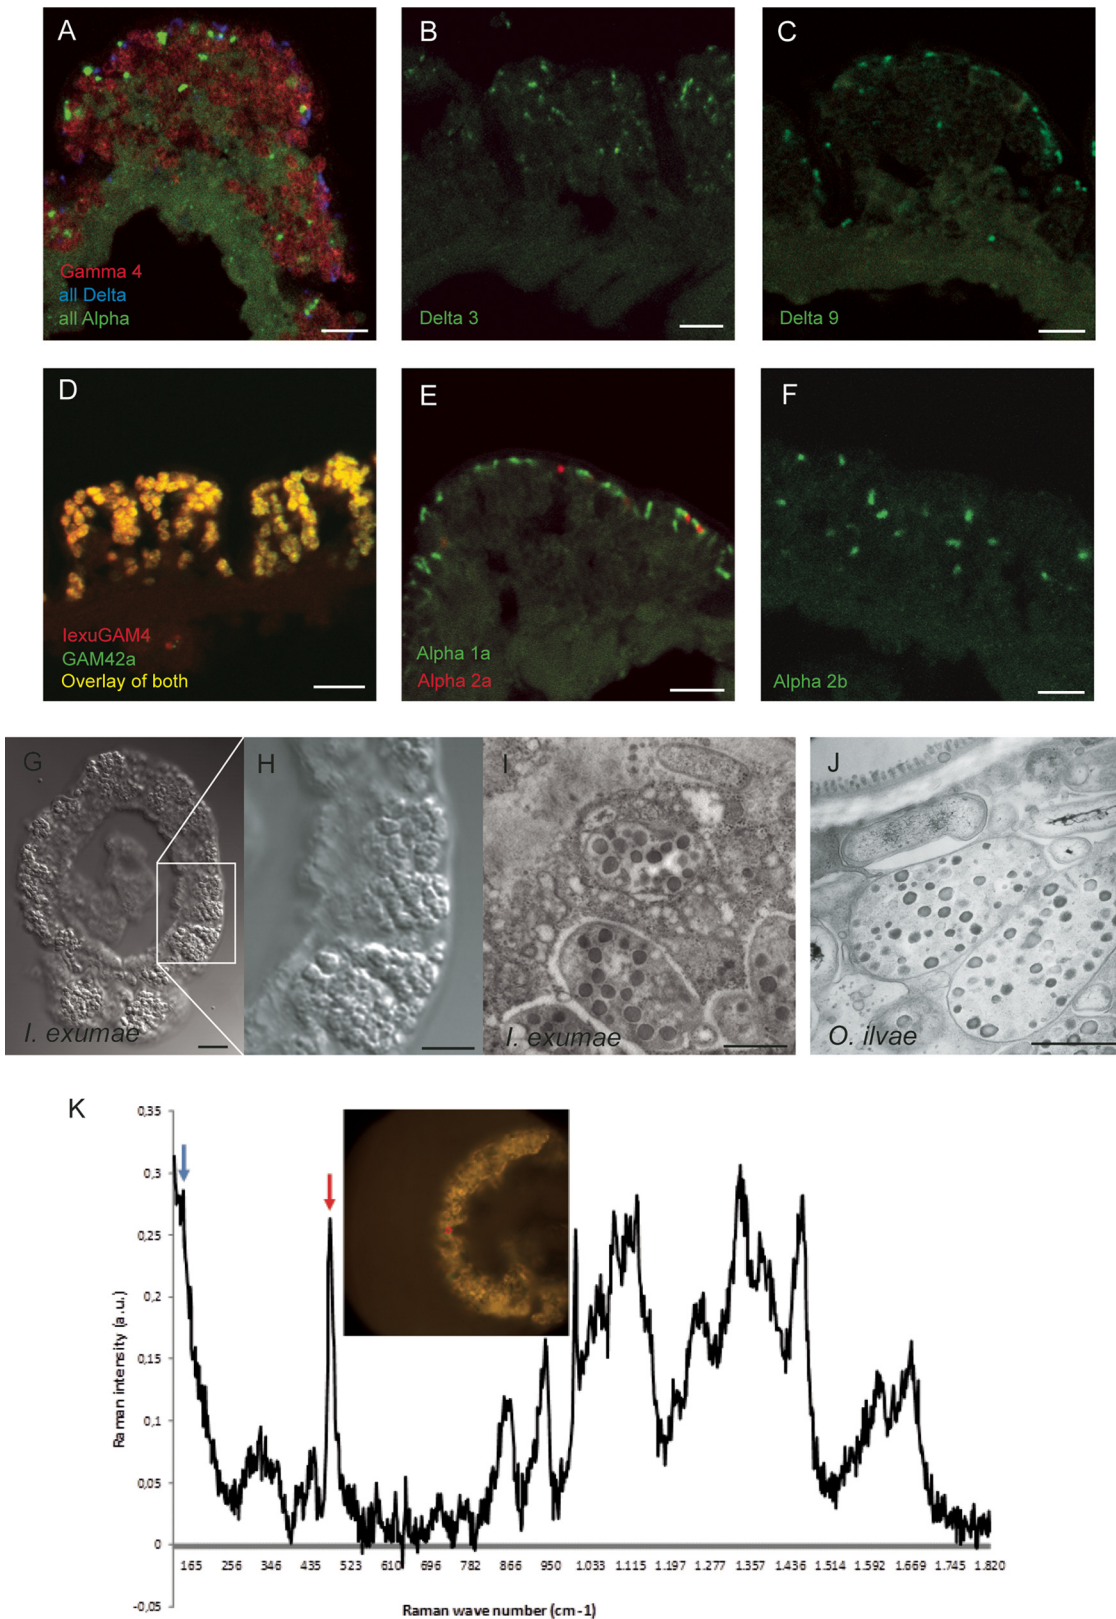 A
Gamma 4
all Delta
all Alpha
B
Delta 3
C
Delta 9
D
IexuGAM4
GAM42a
Overlay of both
E
Alpha 1a
Alpha 2a
F
Alpha 2b
G
I. exumae
H
I
I. exumae
J
O. ilvae
K
0,35
0,3
0,25
0,2
0,15
0,1
0,05
0
-0,05
Raman intensity (a.u.)
165 256 346 435 523 610 696 782 866 950 1.033 1.115 1.197 1.277 1.357 1.436 1.514 1.592 1.669 1.745 1.820
Raman wave number (cm-1)